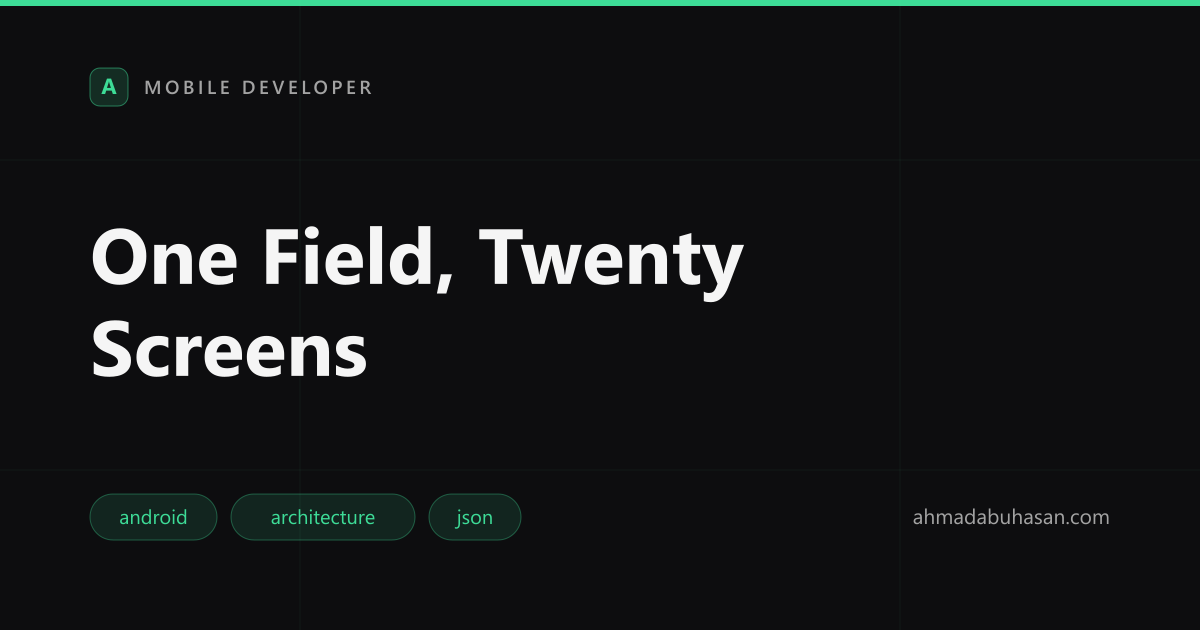 A MOBILE DEVELOPER
One Field, Twenty
Screens
android architecture json
ahmadabuhasan.com